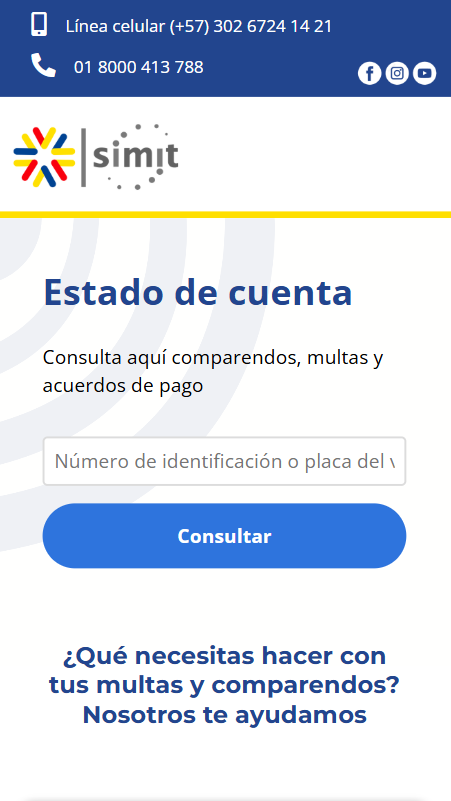 Línea celular (+57) 302 6724 14 21
01 8000 413 788
simit
Estado de cuenta
Consulta aquí comparendos, multas y
acuerdos de pago
Número de identificación o placa del
Consultar
¿Qué necesitas hacer con
tus multas y comparendos?
Nosotros te ayudamos